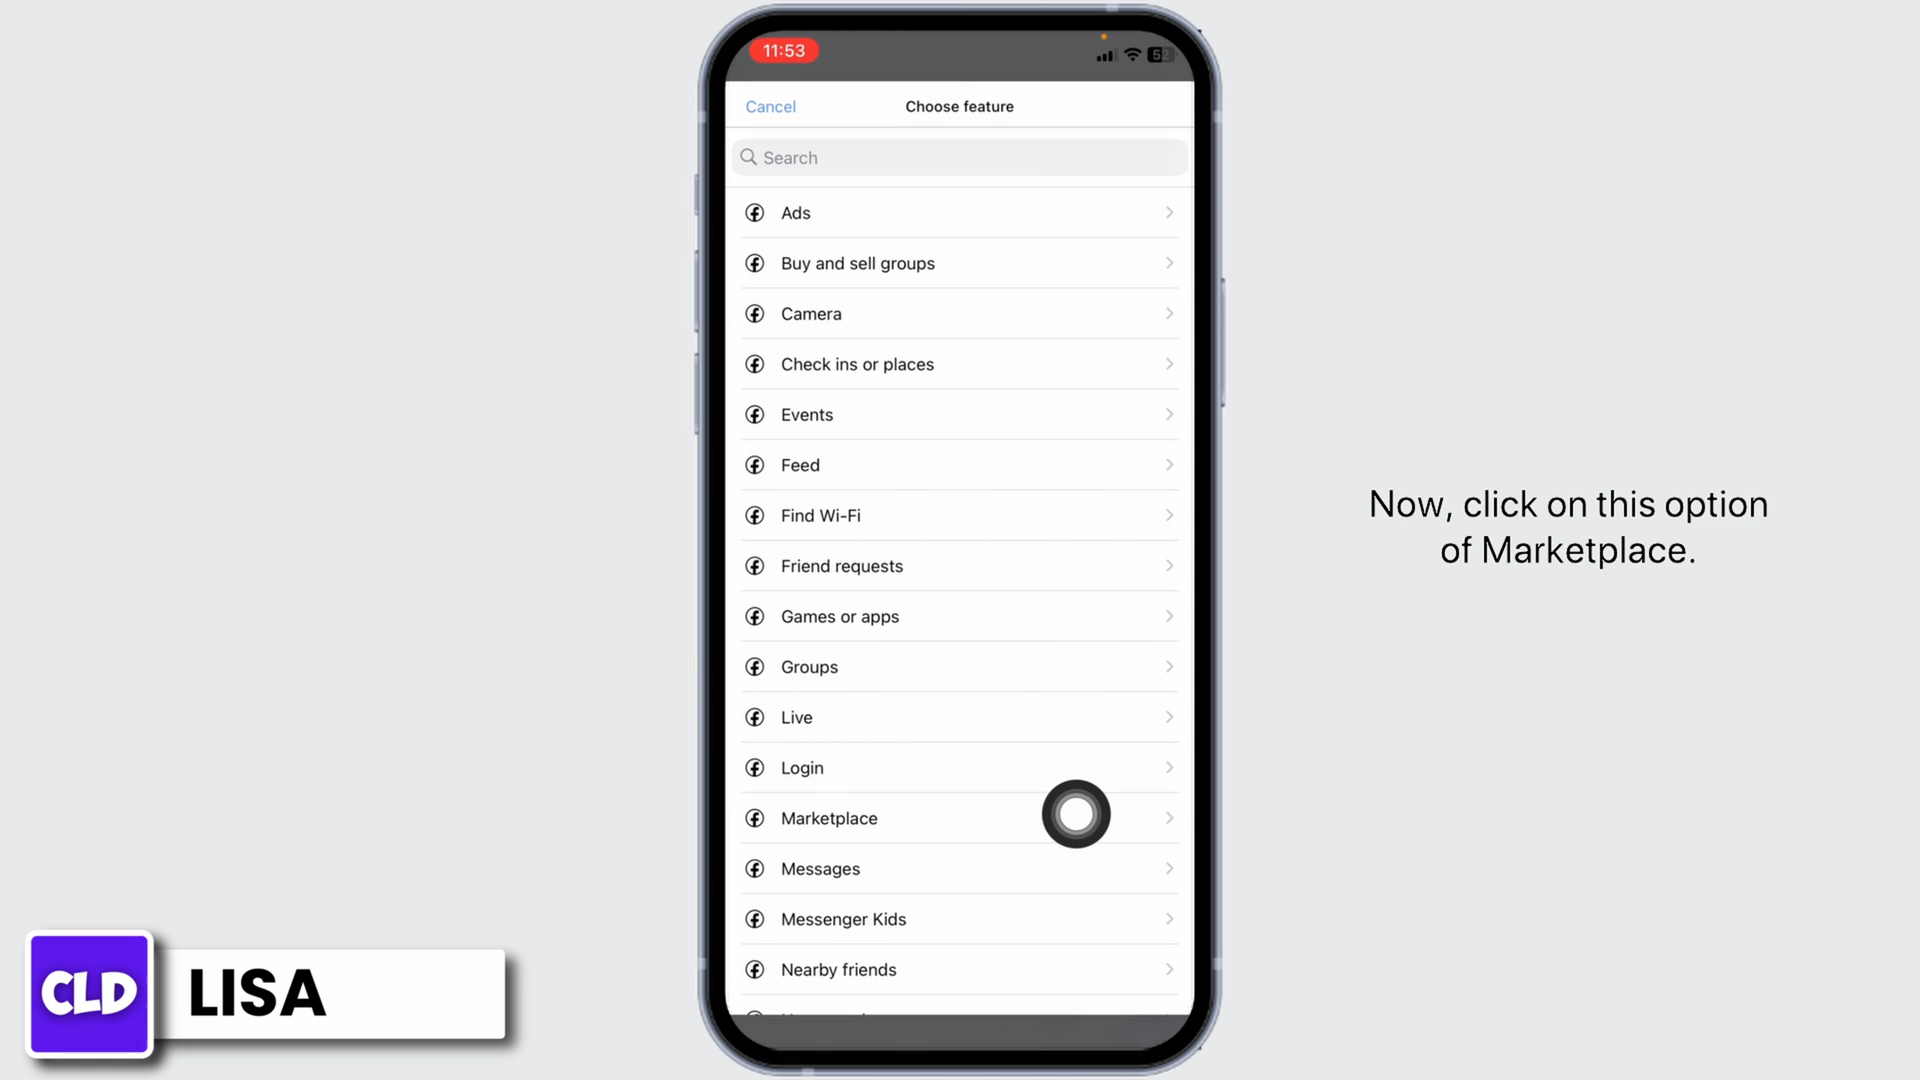 11:53
52
Cancel
Choose feature
Search
Ads
Buy and sell groups
Camera
Check ins or places
Events
Feed
Find Wi-Fi
Friend requests
Games or apps
Groups
Live
Login
Marketplace
Messages
Messenger Kids
Nearby friends
Now, click on this option
of Marketplace.
CLD
LISA